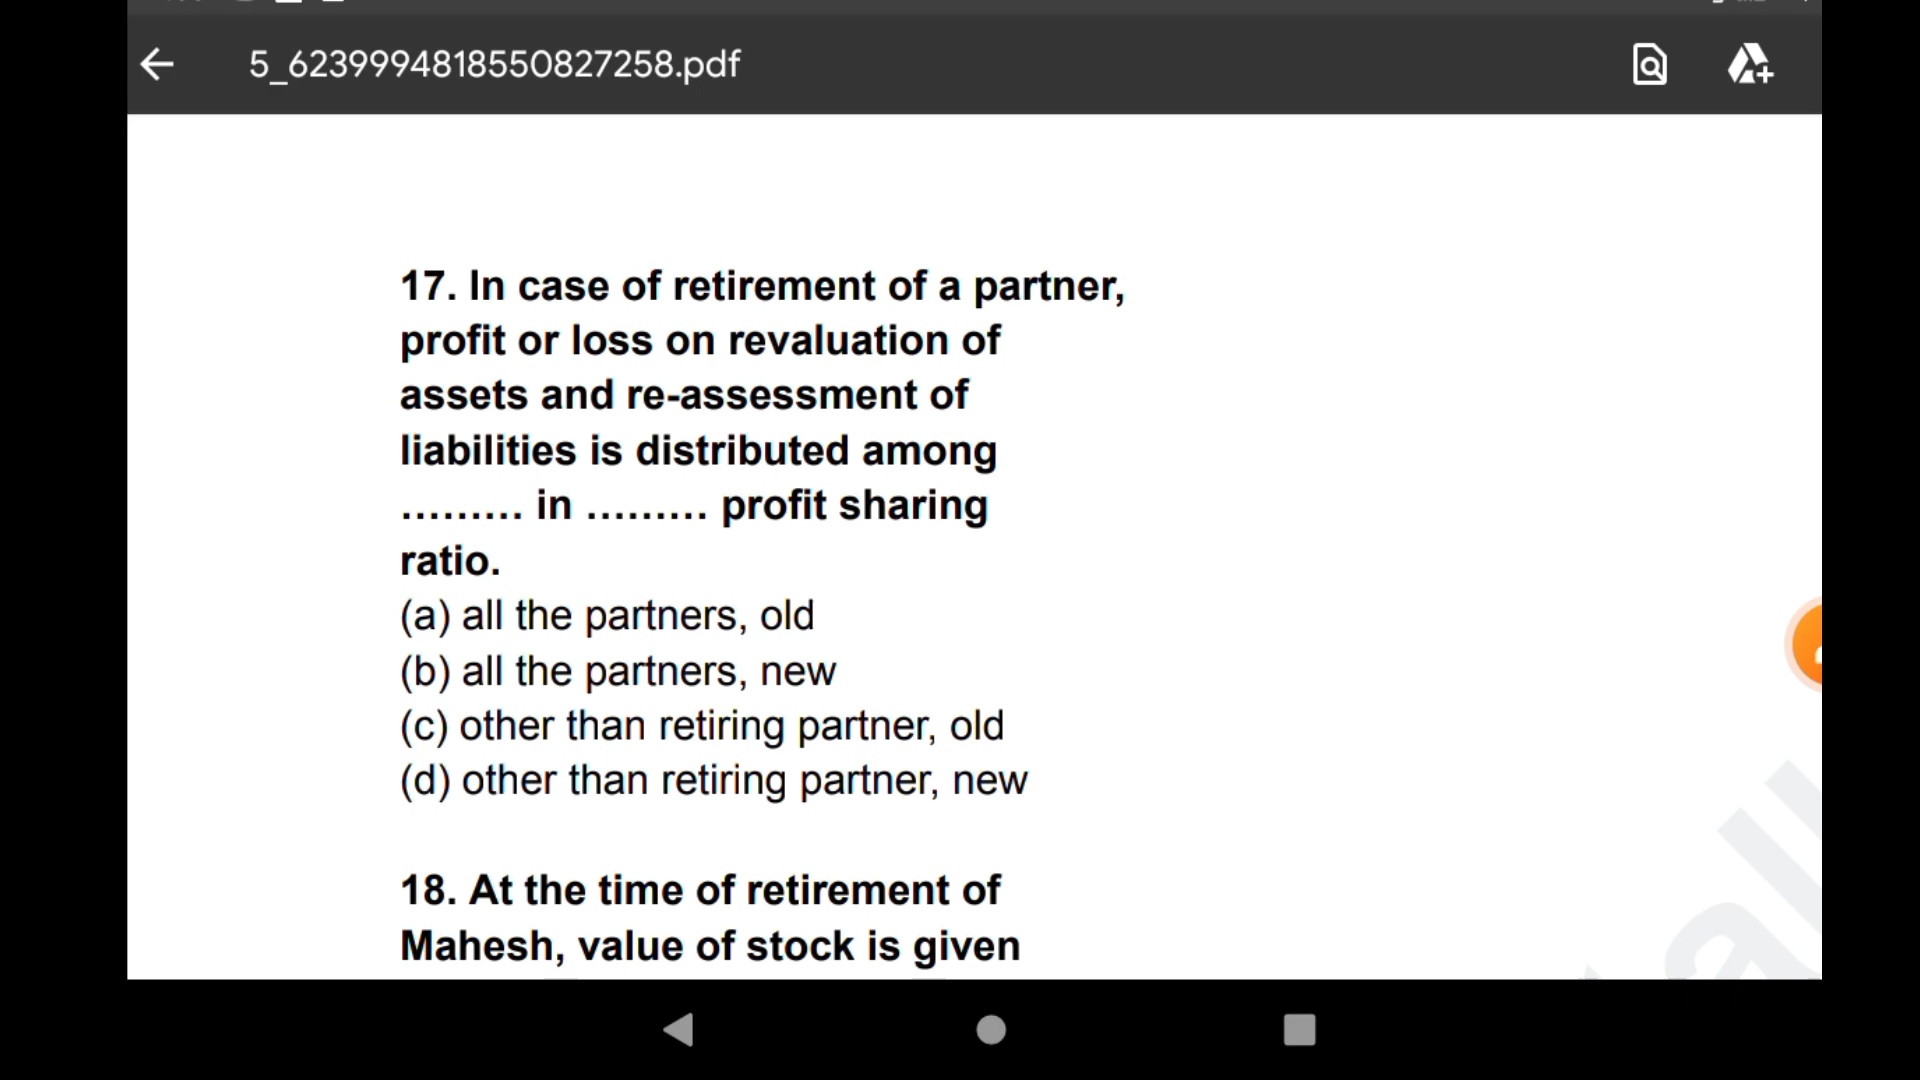 5_6239994818550827258.pdf
17. In case of retirement of a partner,
profit or loss on revaluation of
assets and re-assessment of
liabilities is distributed among
......... in ......... profit sharing
ratio.
(a) all the partners, old
(b) all the partners, new
(c) other than retiring partner, old
(d) other than retiring partner, new
18. At the time of retirement of
Mahesh, value of stock is given